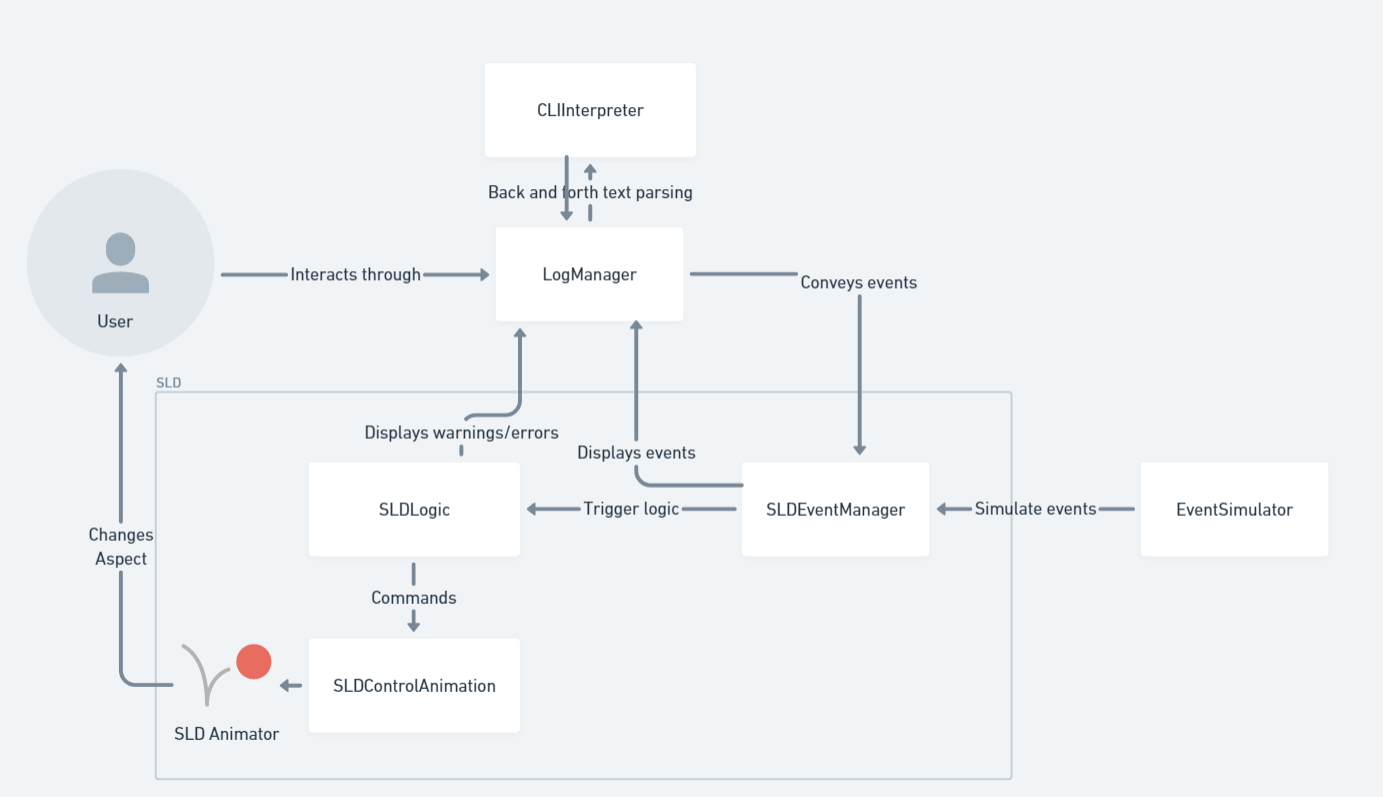 CLIInterpreter
Back and forth text parsing
LogManager
Interacts through
Conveys events
User
SLD
Displays warnings/errors
Displays events
SLDLogic
Trigger logic
SLDEventManager
Simulate events
EventSimulator
Changes
Aspect
Commands
SLDControlAnimation
SLD Animator